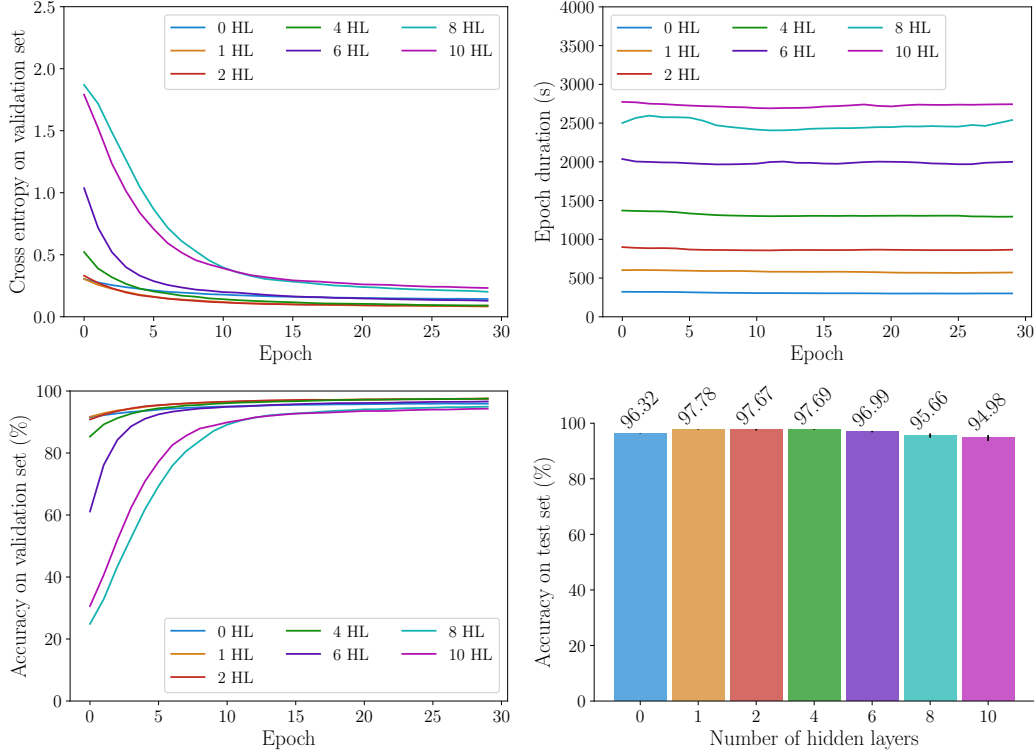 Cross entropy on validation set
2.5
2.0
1.5
1.0
0.5
0.0
0 HL
1 HL
2 HL
4 HL
6 HL
8 HL
10 HL
0 5 10 15 20 25 30
Epoch
Epoch duration (s)
4000
3500
3000
2500
2000
1500
1000
500
0
0 HL
1 HL
2 HL
4 HL
6 HL
8 HL
10 HL
0 5 10 15 20 25 30
Epoch
Accuracy on validation set (%)
100
80
60
40
20
0
0 HL
1 HL
2 HL
4 HL
6 HL
8 HL
10 HL
0 5 10 15 20 25 30
Epoch
Accuracy on test set (%)
100
80
60
40
20
0
96.32
97.78
97.67
97.69
96.99
95.66
94.98
0 1 2 4 6 8 10
Number of hidden layers